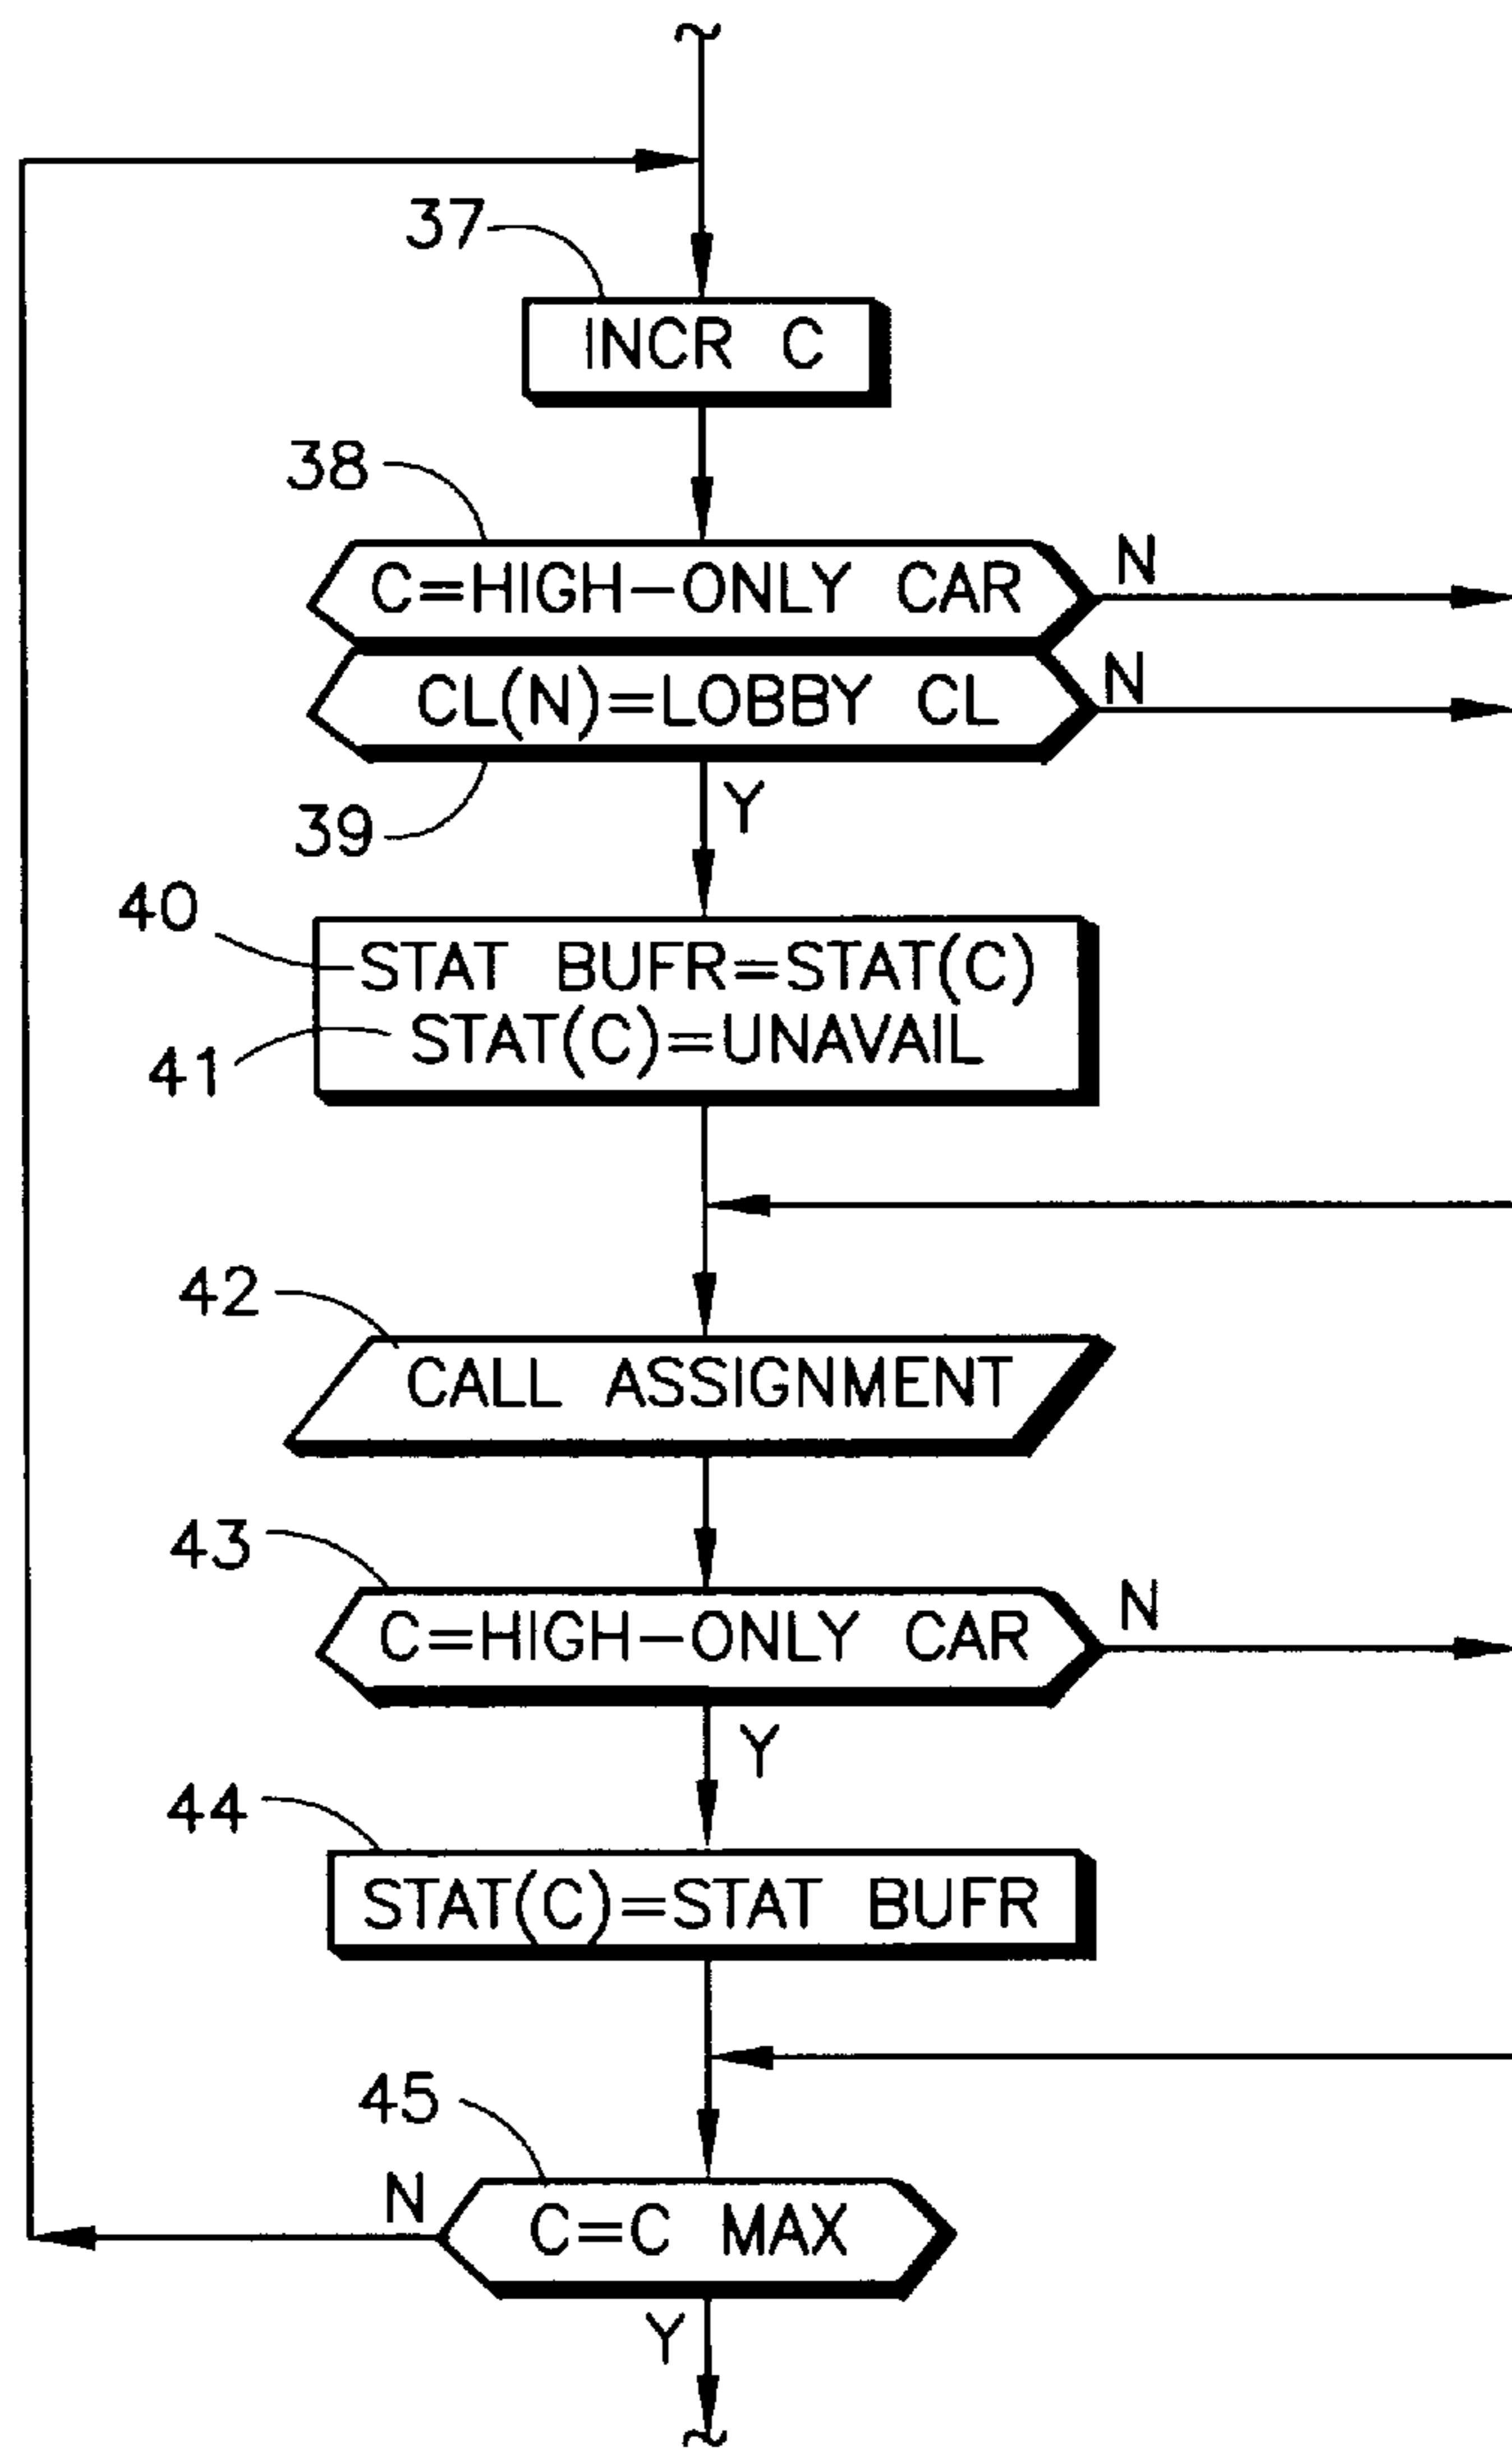 37
INCR C
38
C=HIGH-ONLY CAR
N
CL(N)=LOBBY CL
N
39
Y
40
STAT BUFR=STAT(C)
41
STAT(C)=UNAVAIL
42
CALL ASSIGNMENT
43
C=HIGH-ONLY CAR
N
Y
44
STAT(C)=STAT BUFR
45
N
C=C MAX
Y